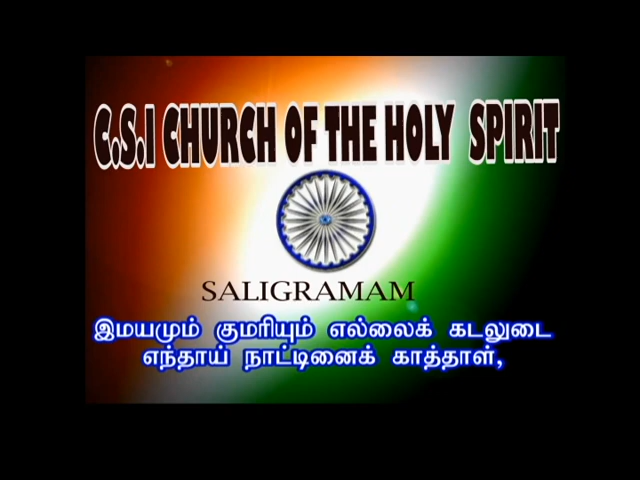 C.S.I CHURCH OF THE HOLY SPIRIT
SALIGRAMAM
இமயமும் குமரியும் எல்லைக் கடலுடை
எந்தாய் நாட்டினைக் காத்தாள்,